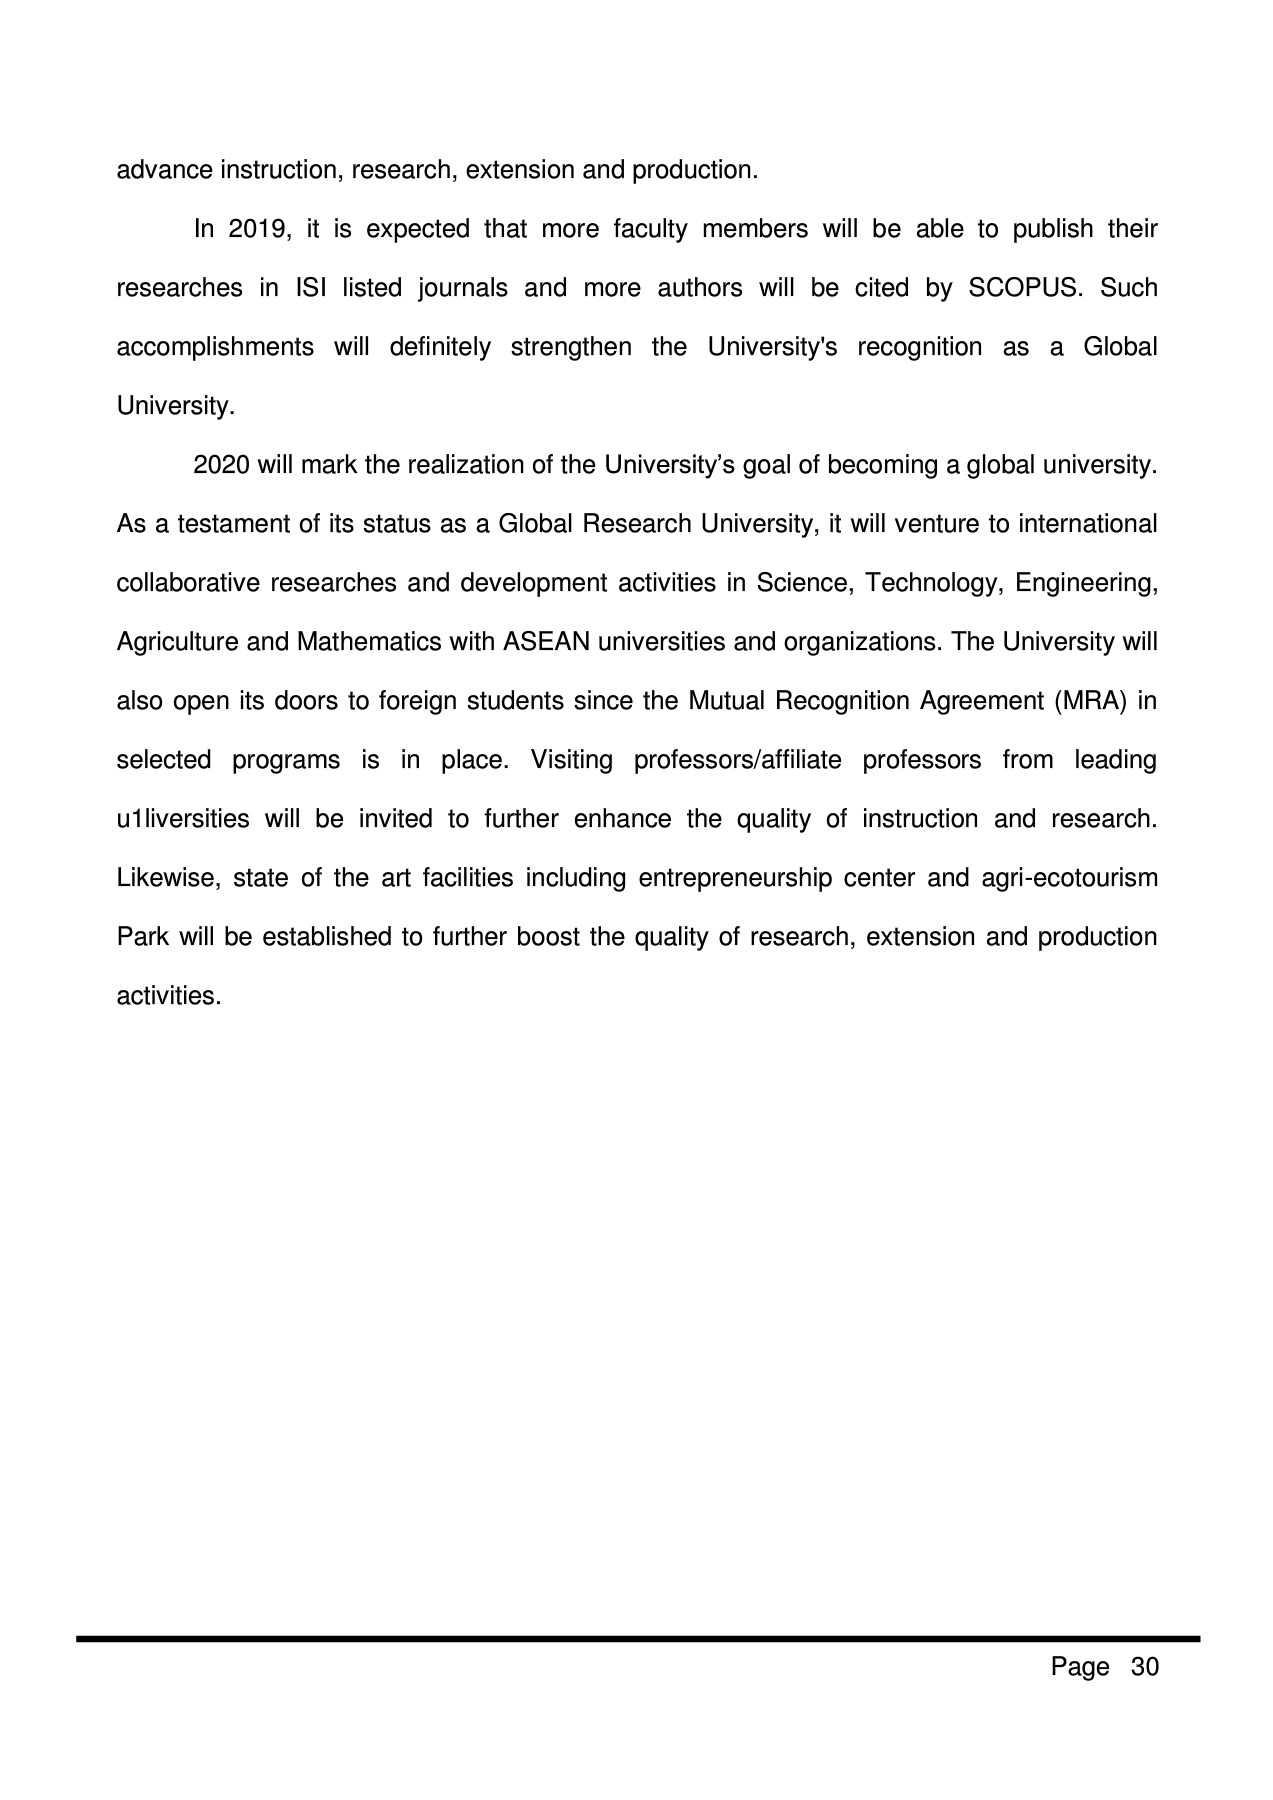 advance instruction, research, extension and production.
In 2019, it is expected that more faculty members will be able to publish their
researches in ISI listed journals and more authors will be cited by SCOPUS. Such
accomplishments will definitely strengthen the University's recognition as a Global
University.
2020 will mark the realization of the University’s goal of becoming a global university.
As a testament of its status as a Global Research University, it will venture to international
collaborative researches and development activities in Science, Technology, Engineering,
Agriculture and Mathematics with ASEAN universities and organizations. The University will
also open its doors to foreign students since the Mutual Recognition Agreement (MRA) in
selected programs is in place. Visiting professors/affiliate professors from leading
u1liversities will be invited to further enhance the quality of instruction and research.
Likewise, state of the art facilities including entrepreneurship center and agri-ecotourism
Park will be established to further boost the quality of research, extension and production
activities.
Page 30